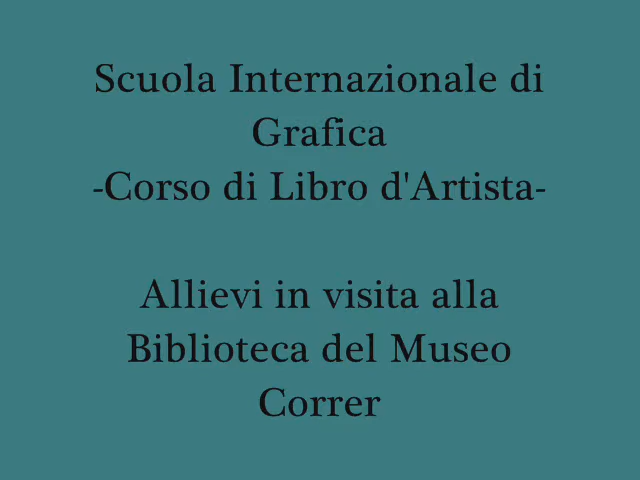 Scuola Internazionale di
Grafica
-Corso di Libro d'Artista-
Allievi in visita alla
Biblioteca del Museo
Correr